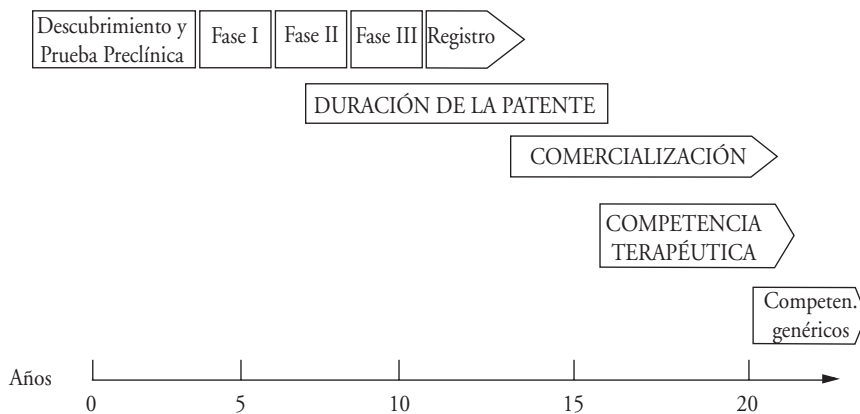 Descubrimiento y
Prueba Preclínica
Fase I
Fase II
Fase III
Registro
DURACIÓN DE LA PATENTE
COMERCIALIZACIÓN
COMPETENCIA
TERAPÉUTICA
Competen.
genéricos
Años
0 5 10 15 20